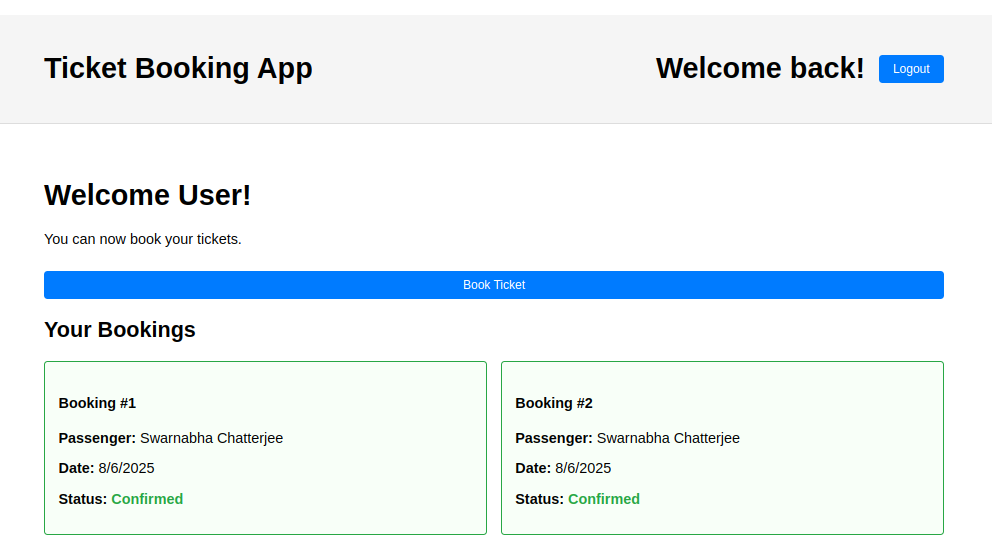 Ticket Booking App
Welcome back!
Logout
Welcome User!
You can now book your tickets.
Book Ticket
Your Bookings
Booking #1
Passenger: Swarnabha Chatterjee
Date: 8/6/2025
Status: Confirmed
Booking #2
Passenger: Swarnabha Chatterjee
Date: 8/6/2025
Status: Confirmed